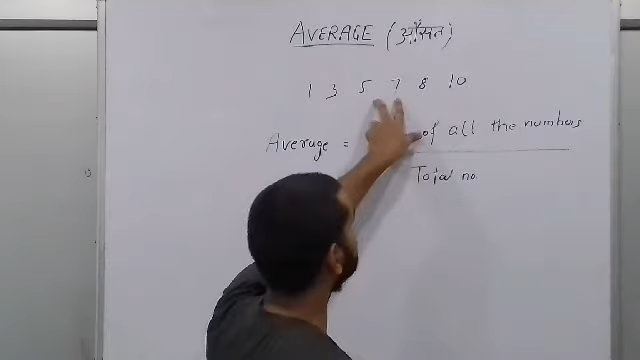 AVERAGE (औसत)
1 3 5 7 8 10
Average = of all the numbers
Total no.